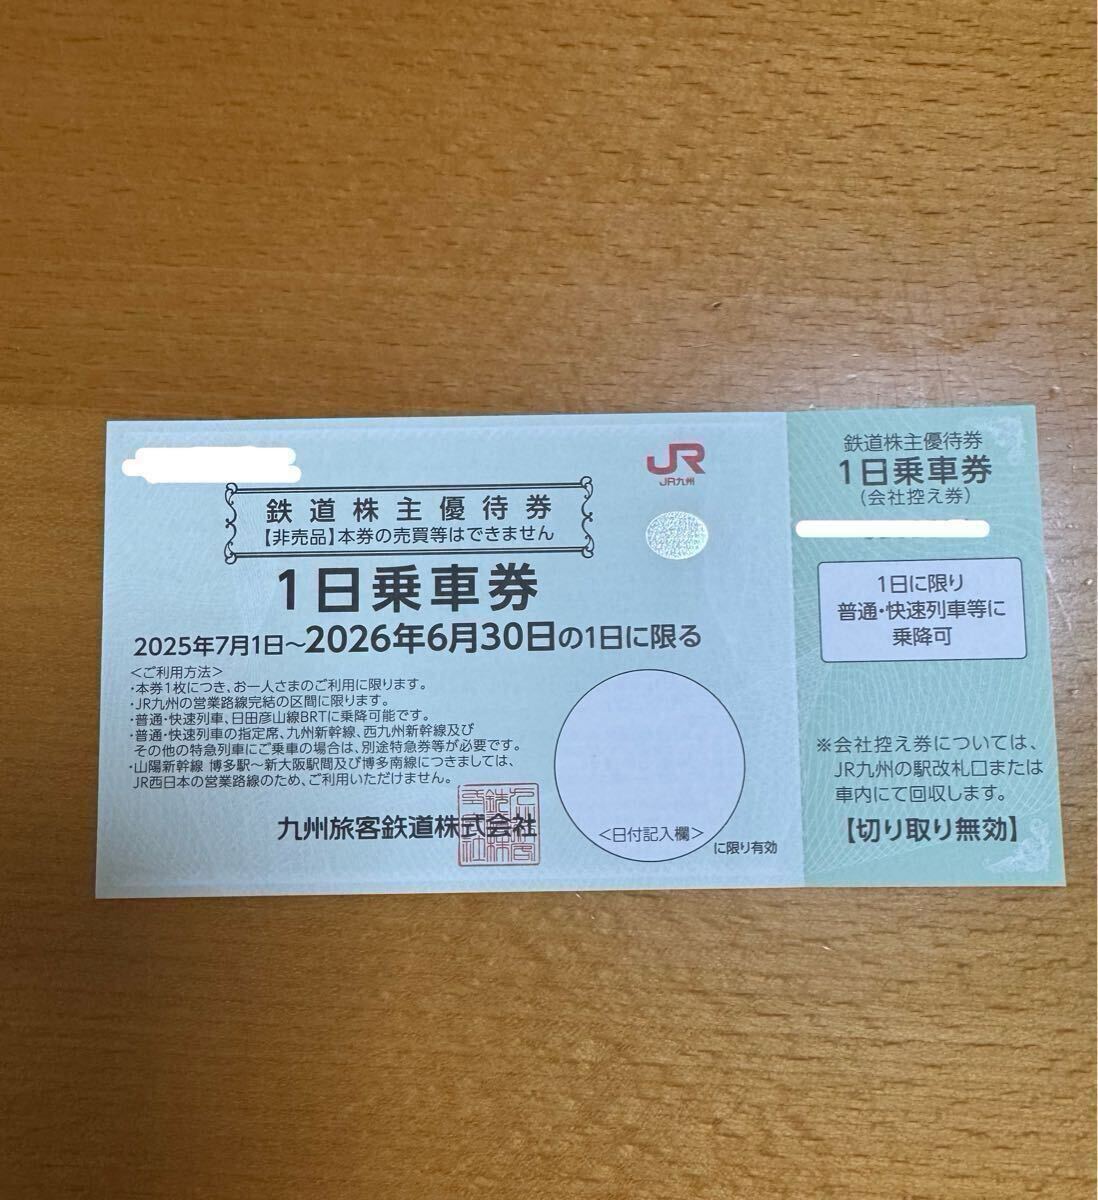 鉄道株主優待券
【非売品】本券の売買等はできません
1日乗車券
2025年7月1日～2026年6月30日の1日に限る
＜ご利用方法＞
・本券1枚につき、お一人さまのご利用に限ります。
・JR九州の営業路線完結の区間に限ります。
・普通・快速列車、日田彦山線BRTに乗降可能です。
・普通・快速列車の指定席、九州新幹線、西九州新幹線及び
その他の特急列車にご乗車の場合は、別途特急券等が必要です。
・山陽新幹線 博多駅～新大阪駅間及び博多南線につきましては、
JR西日本の営業路線のため、ご利用いただけません。
九州旅客鉄道株式会社
JR
JR九州
＜日付記入欄＞
に限り有効
鉄道株主優待券
1日乗車券
（会社控え券）
1日に限り
普通・快速列車等に
乗降可
※会社控え券については、
JR九州の駅改札口または
車内にて回収します。
【切り取り無効】